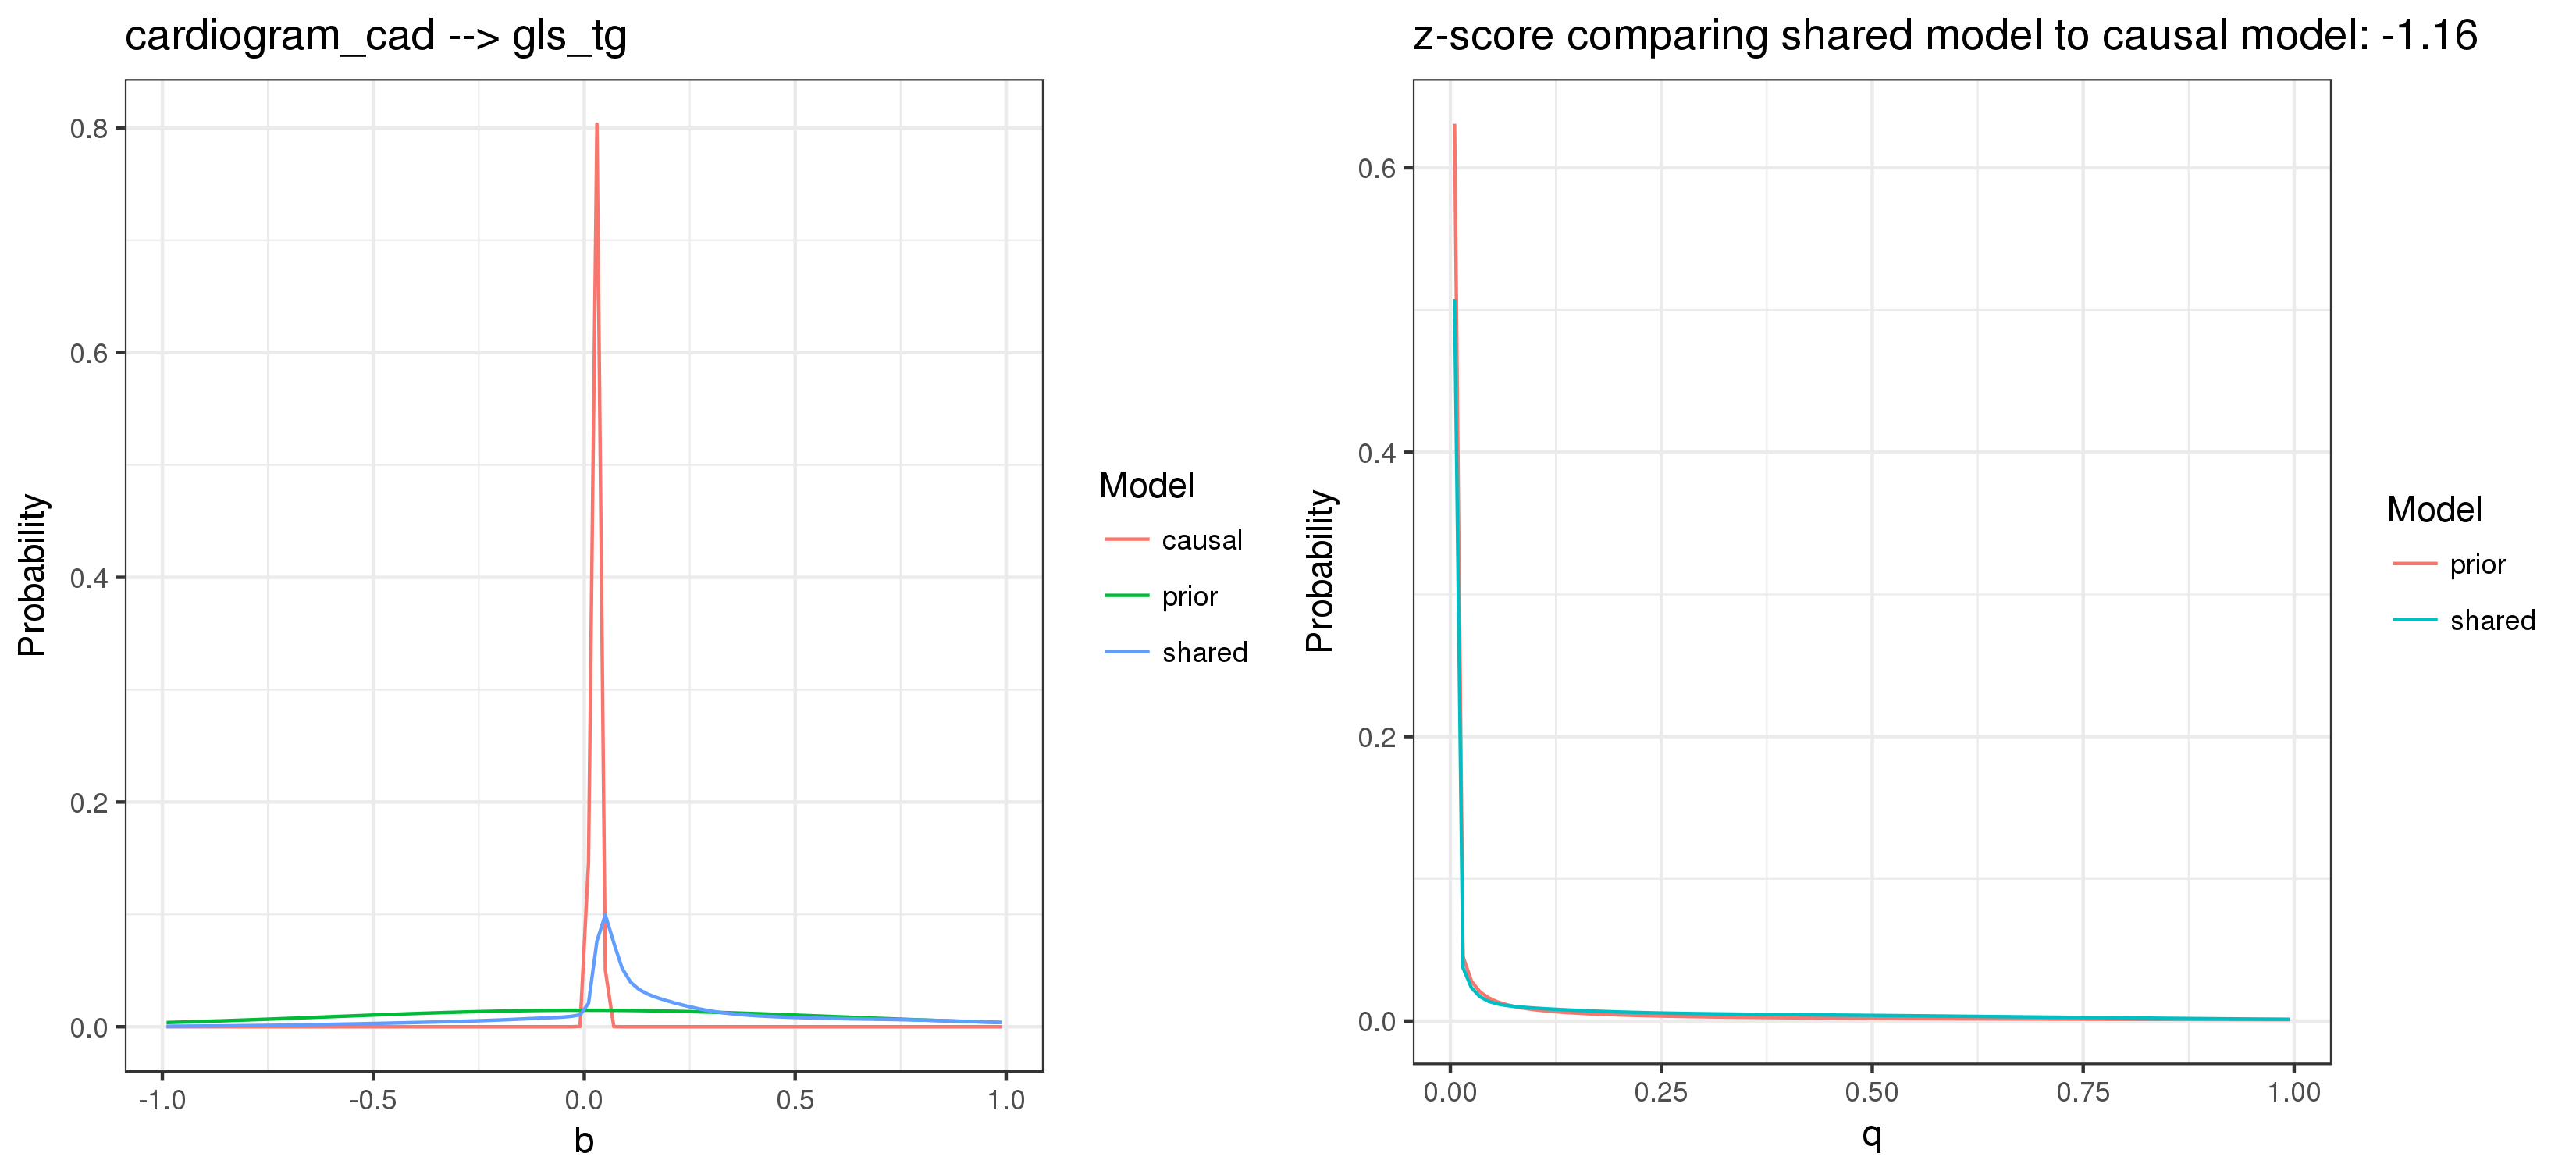 cardiogram_cad --> gls_tg
Probability
0.8
0.6
0.4
0.2
0.0
-1.0 -0.5 0.0 0.5 1.0
b
Model
causal
prior
shared
z-score comparing shared model to causal model: -1.16
Probability
0.6
0.4
0.2
0.0
0.00 0.25 0.50 0.75 1.00
q
Model
prior
shared